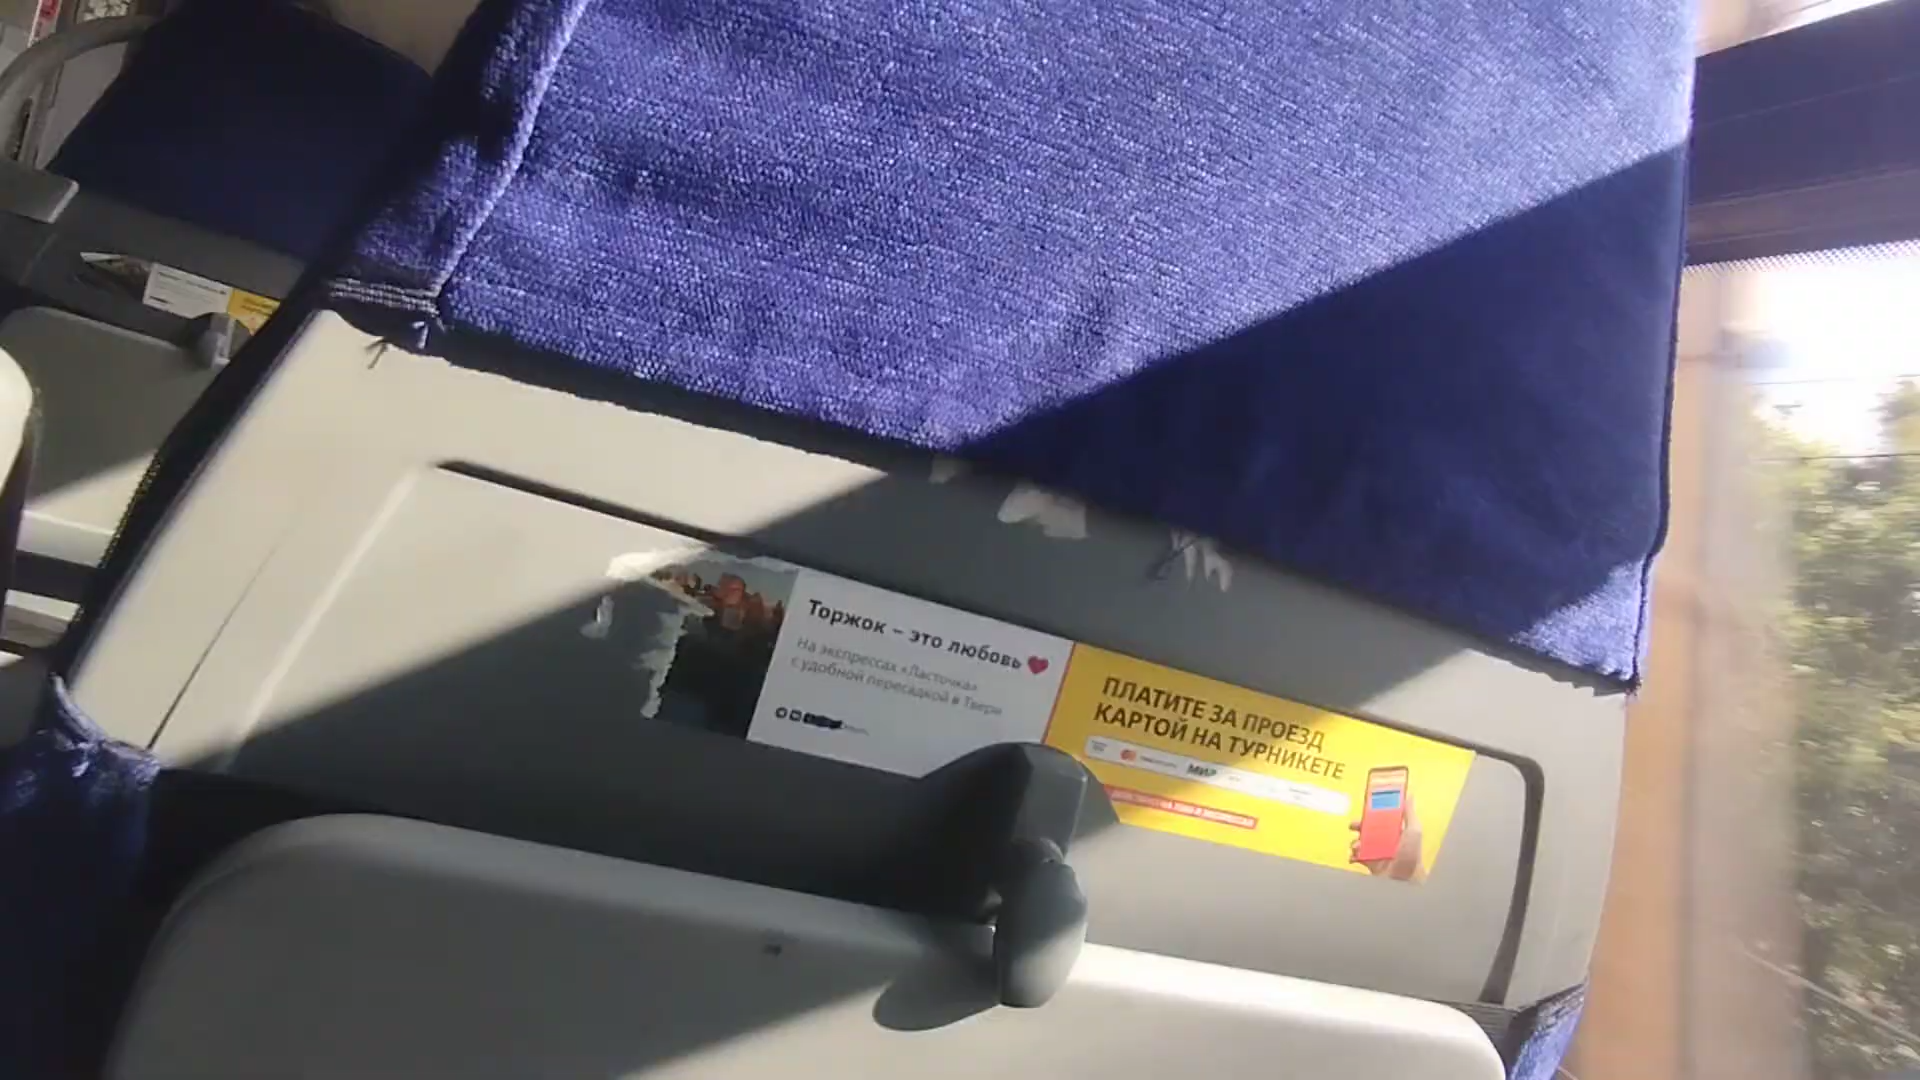 Торжок – это любовь
На экспрессах «Ласточка»
с удобной пересадкой в Твери
ПЛАТИТЕ ЗА ПРОЕЗД
КАРТОЙ НА ТУРНИКЕТЕ
МИР